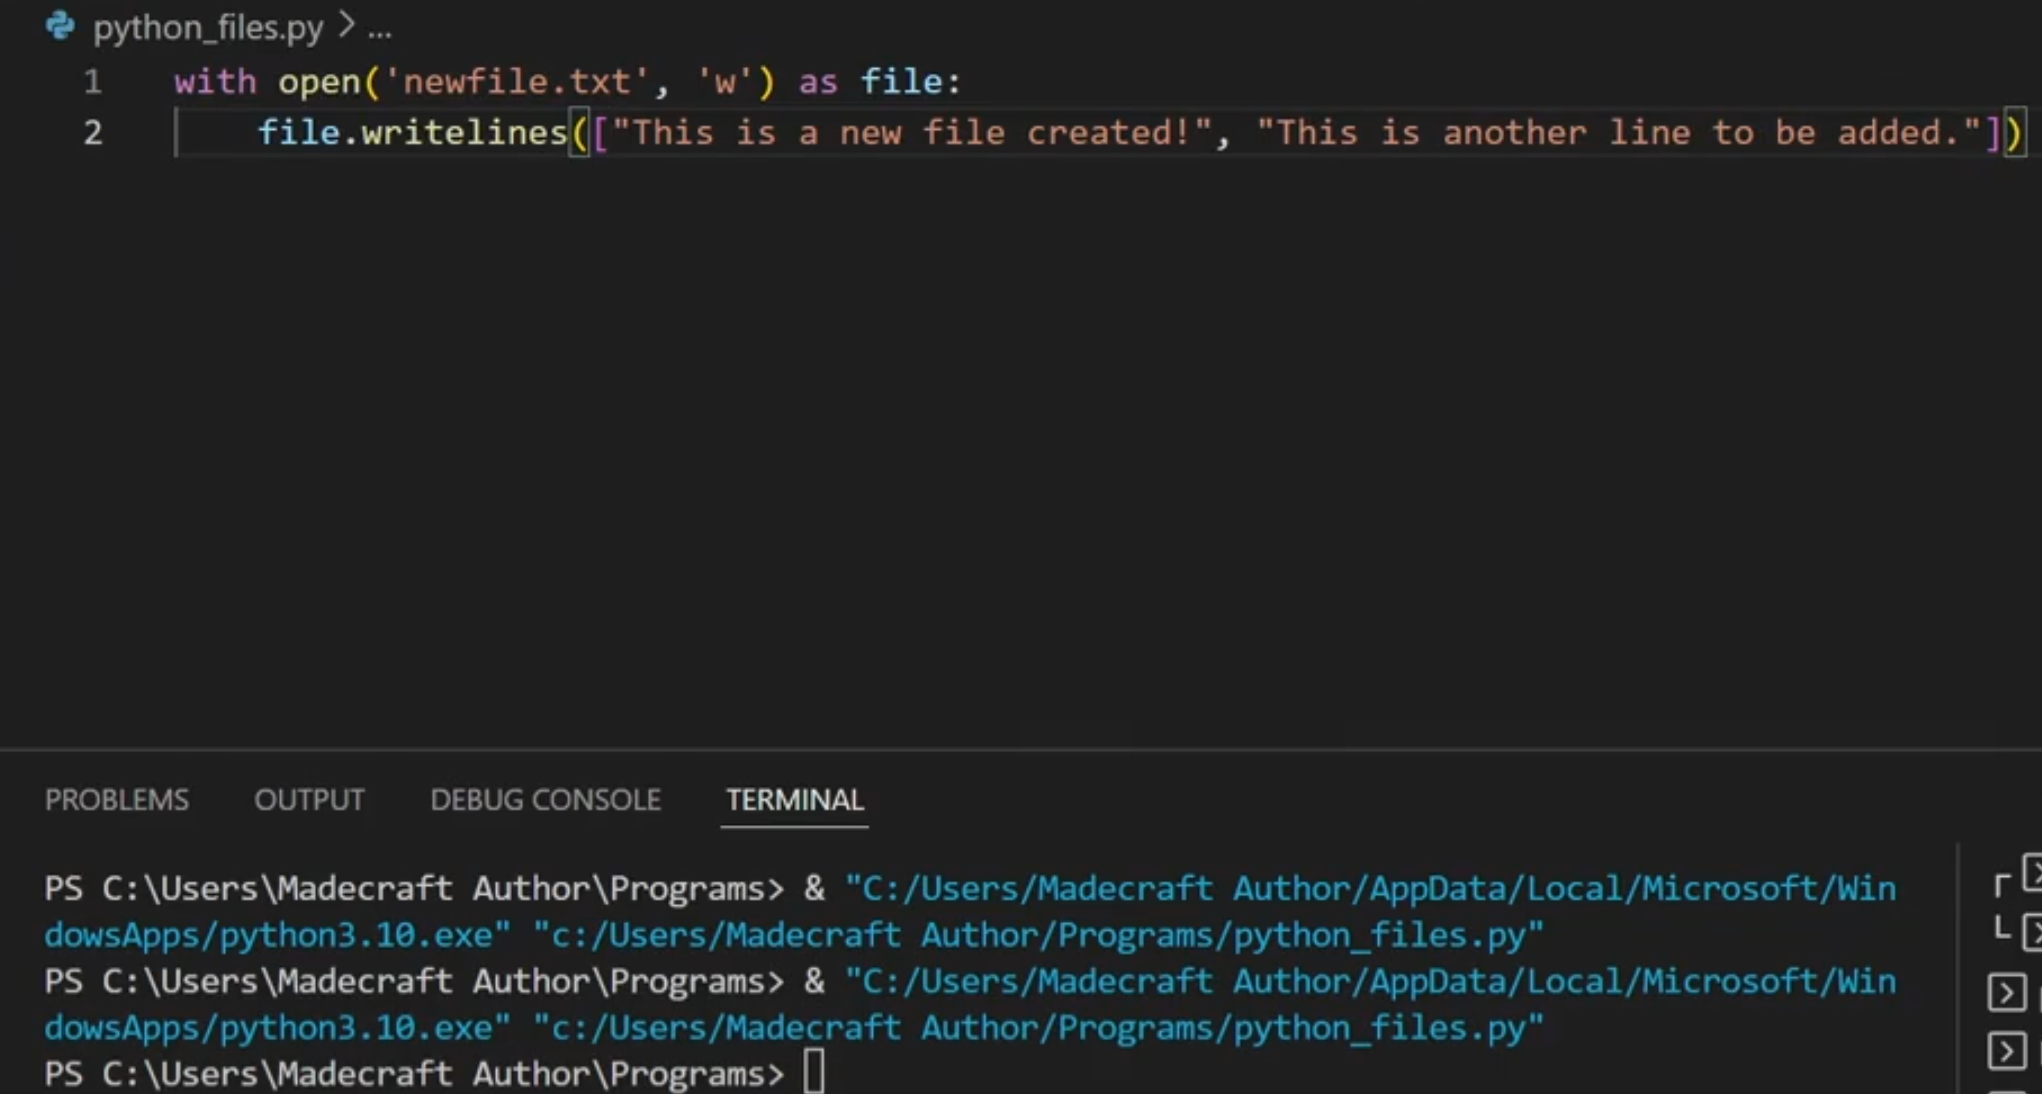 python_files.py > ...
1 with open('newfile.txt', 'w') as file:
2 file.writelines(["This is a new file created!", "This is another line to be added."])
PROBLEMS OUTPUT DEBUG CONSOLE TERMINAL
PS C:\Users\Madecraft Author\Programs> & "C:/Users/Madecraft Author/AppData/Local/Microsoft/Win
dowsApps/python3.10.exe" "c:/Users/Madecraft Author/Programs/python_files.py"
PS C:\Users\Madecraft Author\Programs> & "C:/Users/Madecraft Author/AppData/Local/Microsoft/Win
dowsApps/python3.10.exe" "c:/Users/Madecraft Author/Programs/python_files.py"
PS C:\Users\Madecraft Author\Programs>